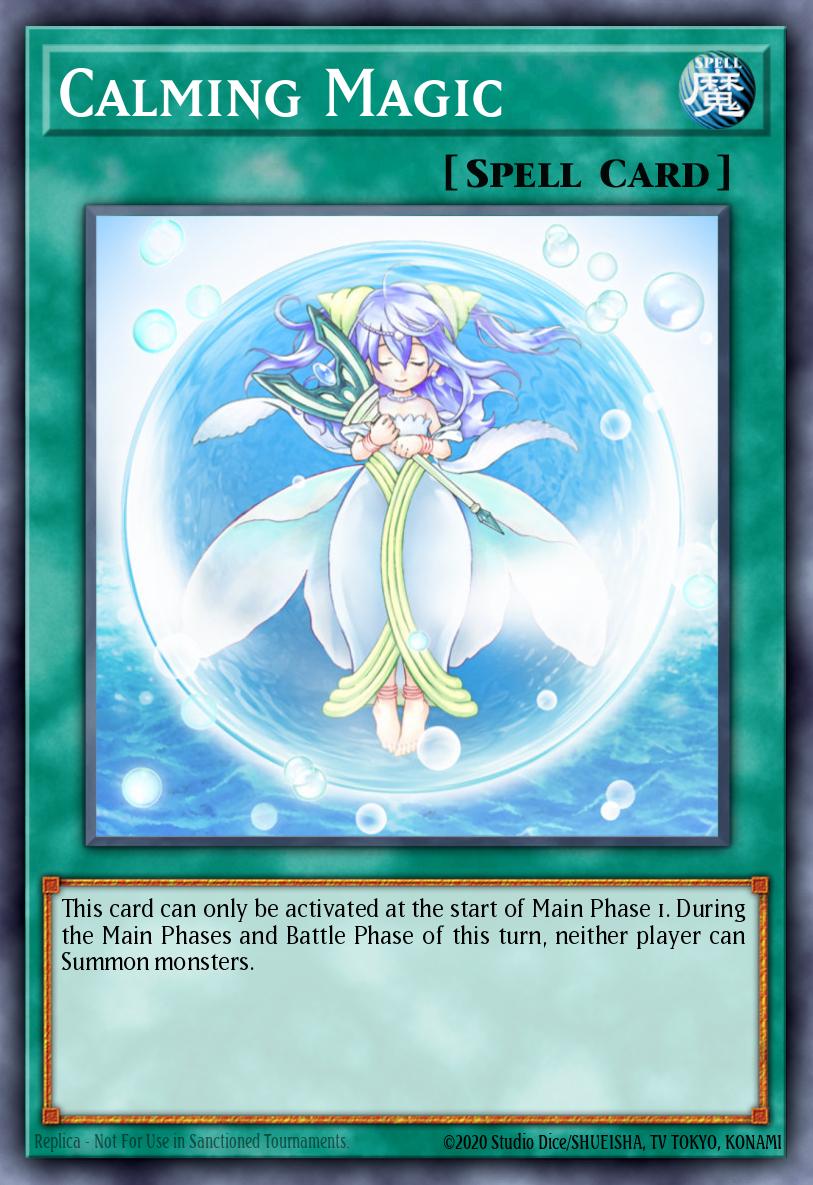 CALMING MAGIC
SPELL
魔
[SPELL CARD]
This card can only be activated at the start of Main Phase 1. During
the Main Phases and Battle Phase of this turn, neither player can
Summon monsters.
Replica - Not For Use in Sanctioned Tournaments.
©2020 Studio Dice/SHUEISHA, TV TOKYO, KONAMI